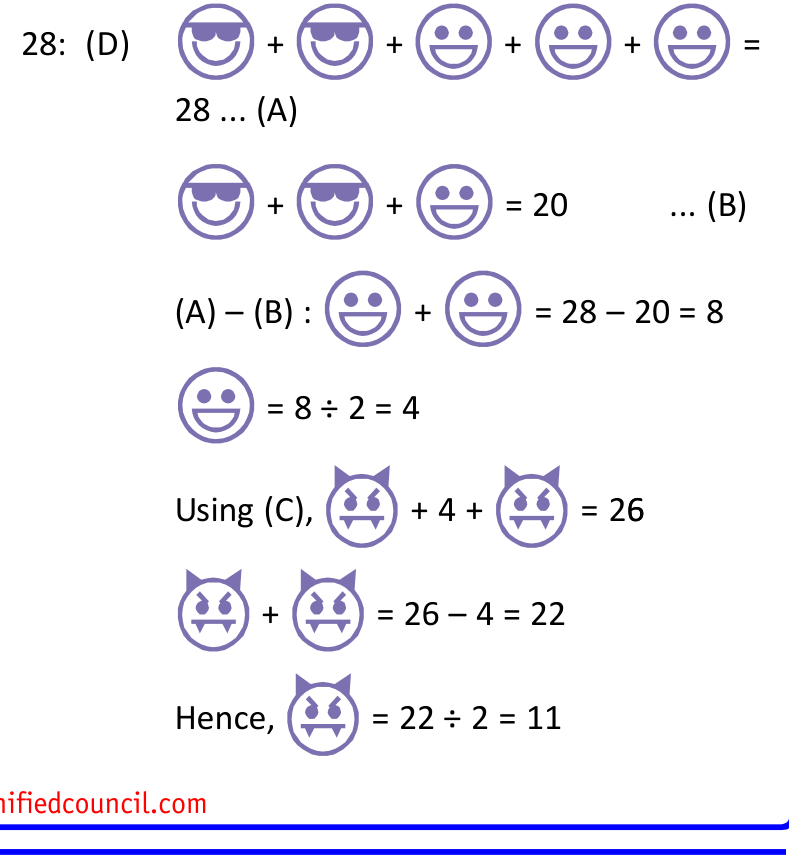 28: (D) + + + + =
28 ... (A)
+ + = 20 ... (B)
(A) – (B) : + = 28 – 20 = 8
= 8 ÷ 2 = 4
Using (C), + 4 + = 26
+ = 26 – 4 = 22
Hence, = 22 ÷ 2 = 11
nifiedcouncil.com